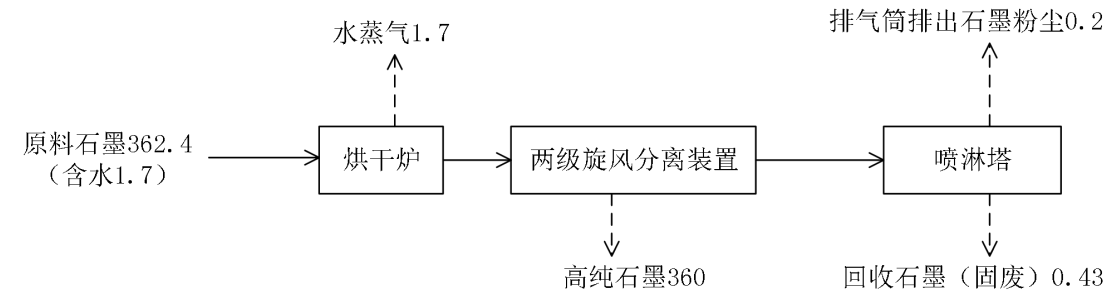 排气筒排出石墨粉尘0.2
水蒸气1.7
原料石墨362.4
（含水1.7）
烘干炉
两级旋风分离装置
喷淋塔
高纯石墨360
回收石墨（固废）0.43